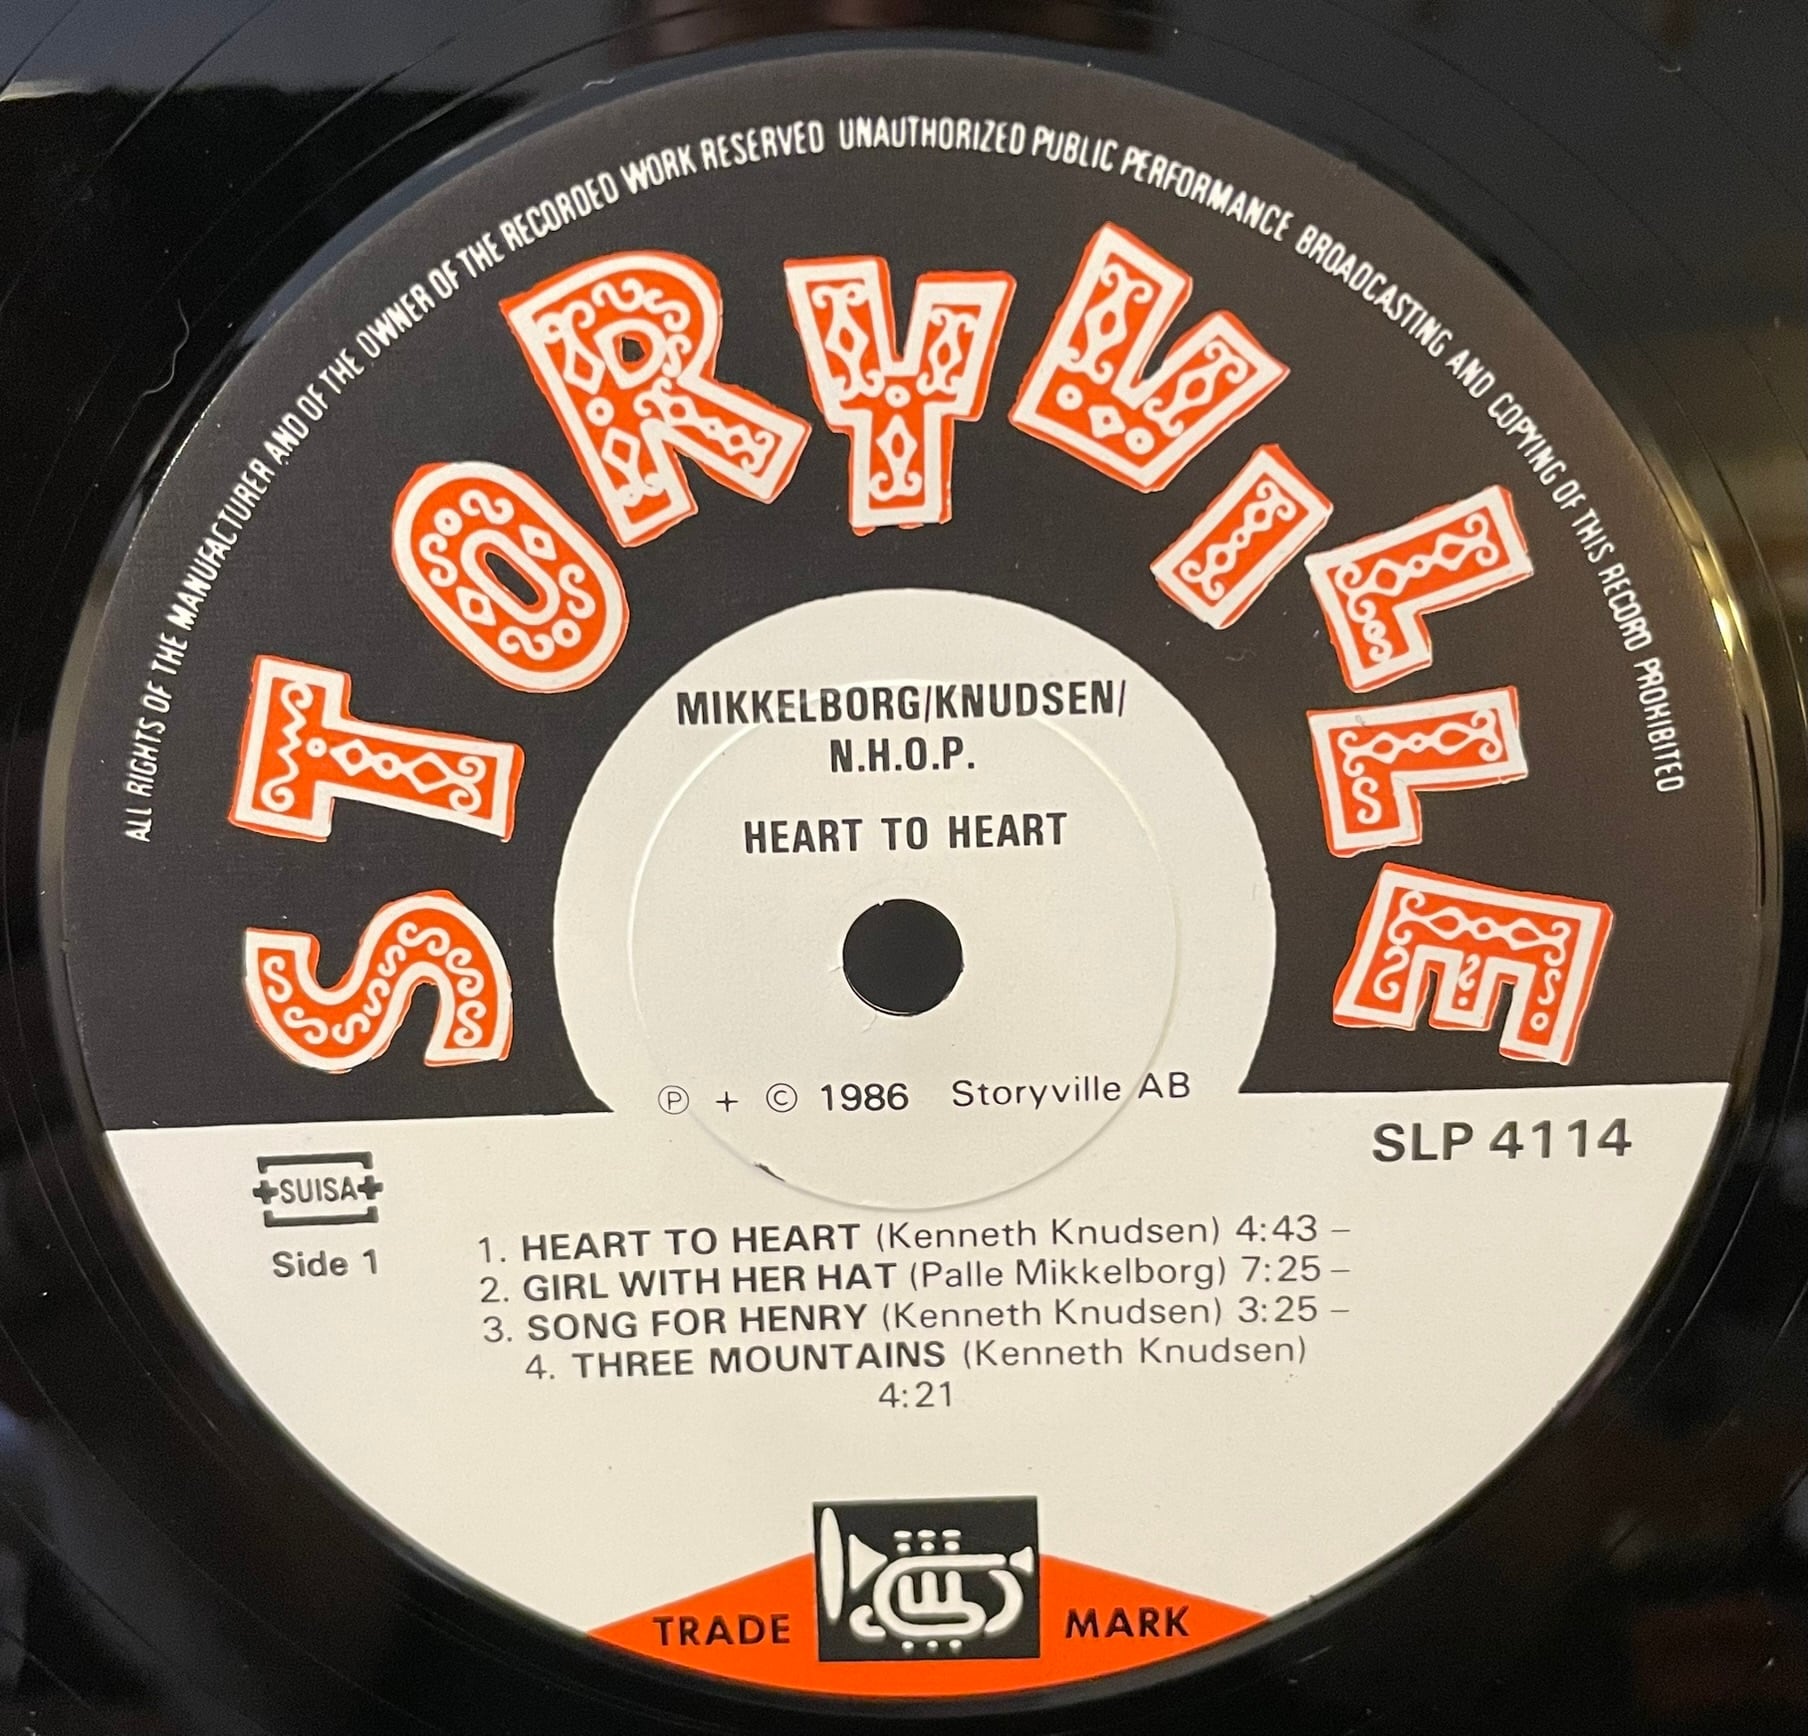 ALL RIGHTS OF THE MANUFACTURER AND OF THE OWNER OF THE RECORDED WORK RESERVED UNAUTHORIZED PUBLIC PERFORMANCE BROADCASTING AND COPYING OF THIS RECORD PROHIBITED
STORYVILLE
MIKKELBORG/KNUDSEN/
N.H.O.P.
HEART TO HEART
Ⓟ + © 1986 Storyville AB
SLP 4114
SUISA
Side 1
1. HEART TO HEART (Kenneth Knudsen) 4:43 –
2. GIRL WITH HER HAT (Palle Mikkelborg) 7:25 –
3. SONG FOR HENRY (Kenneth Knudsen) 3:25 –
4. THREE MOUNTAINS (Kenneth Knudsen)
4:21
TRADE MARK